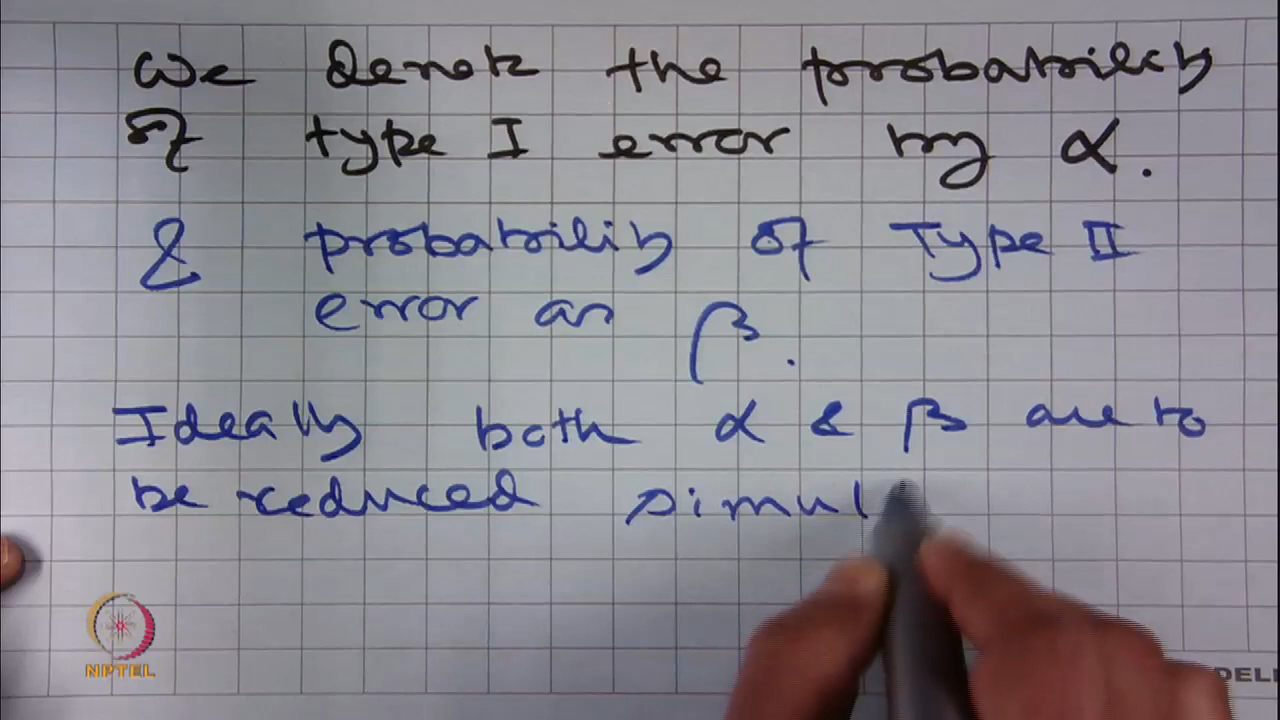 We denote the probability
of type I error by α.
& probability of Type II
error as β.
Ideally both α & β are to
be reduced simul
NPTEL
DELL